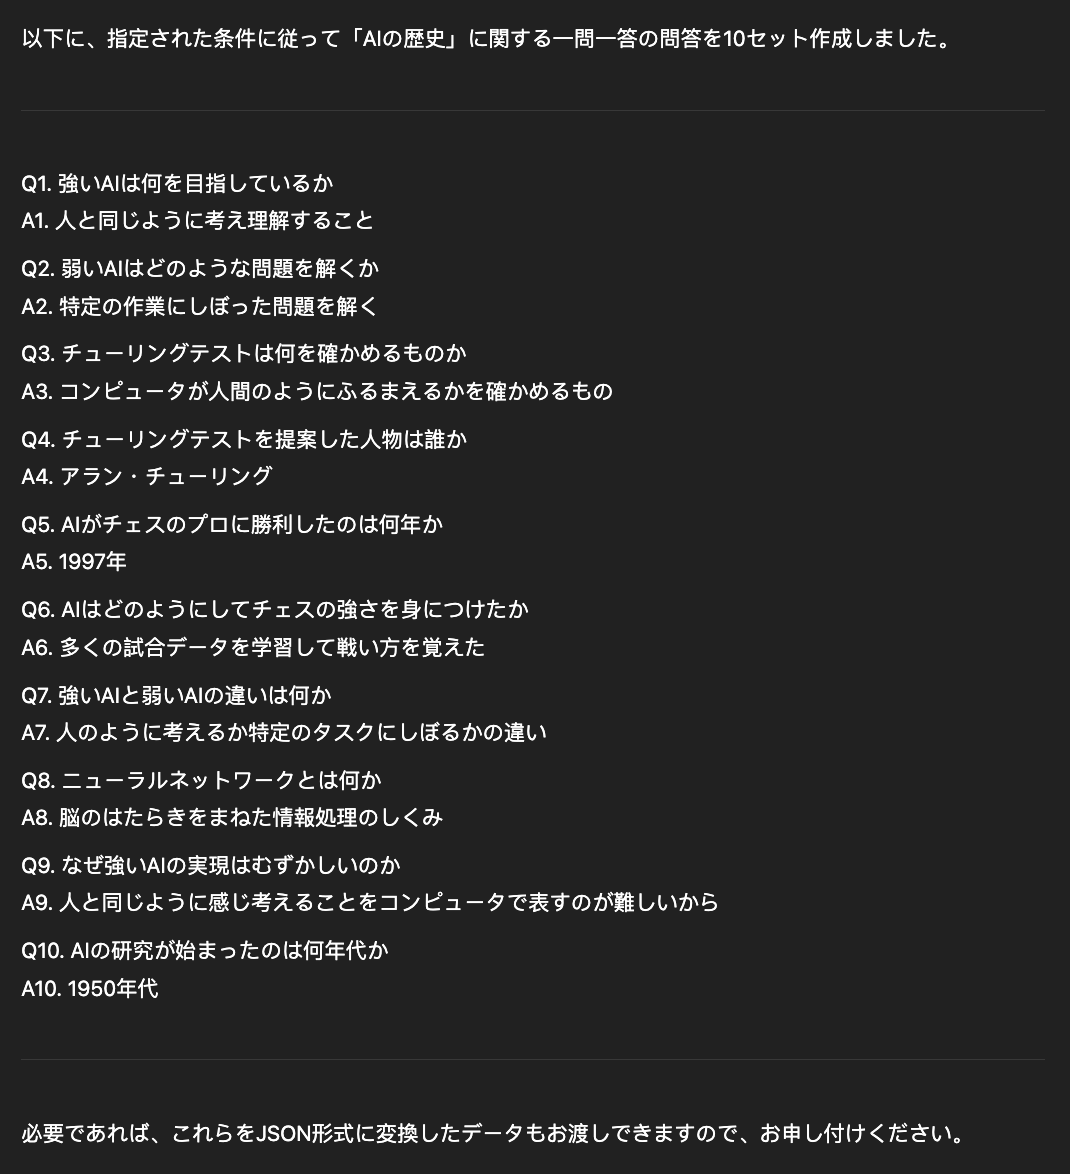 以下に、指定された条件に従って「AIの歴史」に関する一問一答の問答を10セット作成しました。
Q1. 強いAIは何を目指しているか
A1. 人と同じように考え理解すること
Q2. 弱いAIはどのような問題を解くか
A2. 特定の作業にしぼった問題を解く
Q3. チューリングテストは何を確かめるものか
A3. コンピュータが人間のようにふるまえるかを確かめるもの
Q4. チューリングテストを提案した人物は誰か
A4. アラン・チューリング
Q5. AIがチェスのプロに勝利したのは何年か
A5. 1997年
Q6. AIはどのようにしてチェスの強さを身につけたか
A6. 多くの試合データを学習して戦い方を覚えた
Q7. 強いAIと弱いAIの違いは何か
A7. 人のように考えるか特定のタスクにしぼるかの違い
Q8. ニューラルネットワークとは何か
A8. 脳のはたらきをまねた情報処理のしくみ
Q9. なぜ強いAIの実現はむずかしいのか
A9. 人と同じように感じ考えることをコンピュータで表すのが難しいから
Q10. AIの研究が始まったのは何年代か
A10. 1950年代
必要であれば、これらをJSON形式に変換したデータもお渡しできますので、お申し付けください。